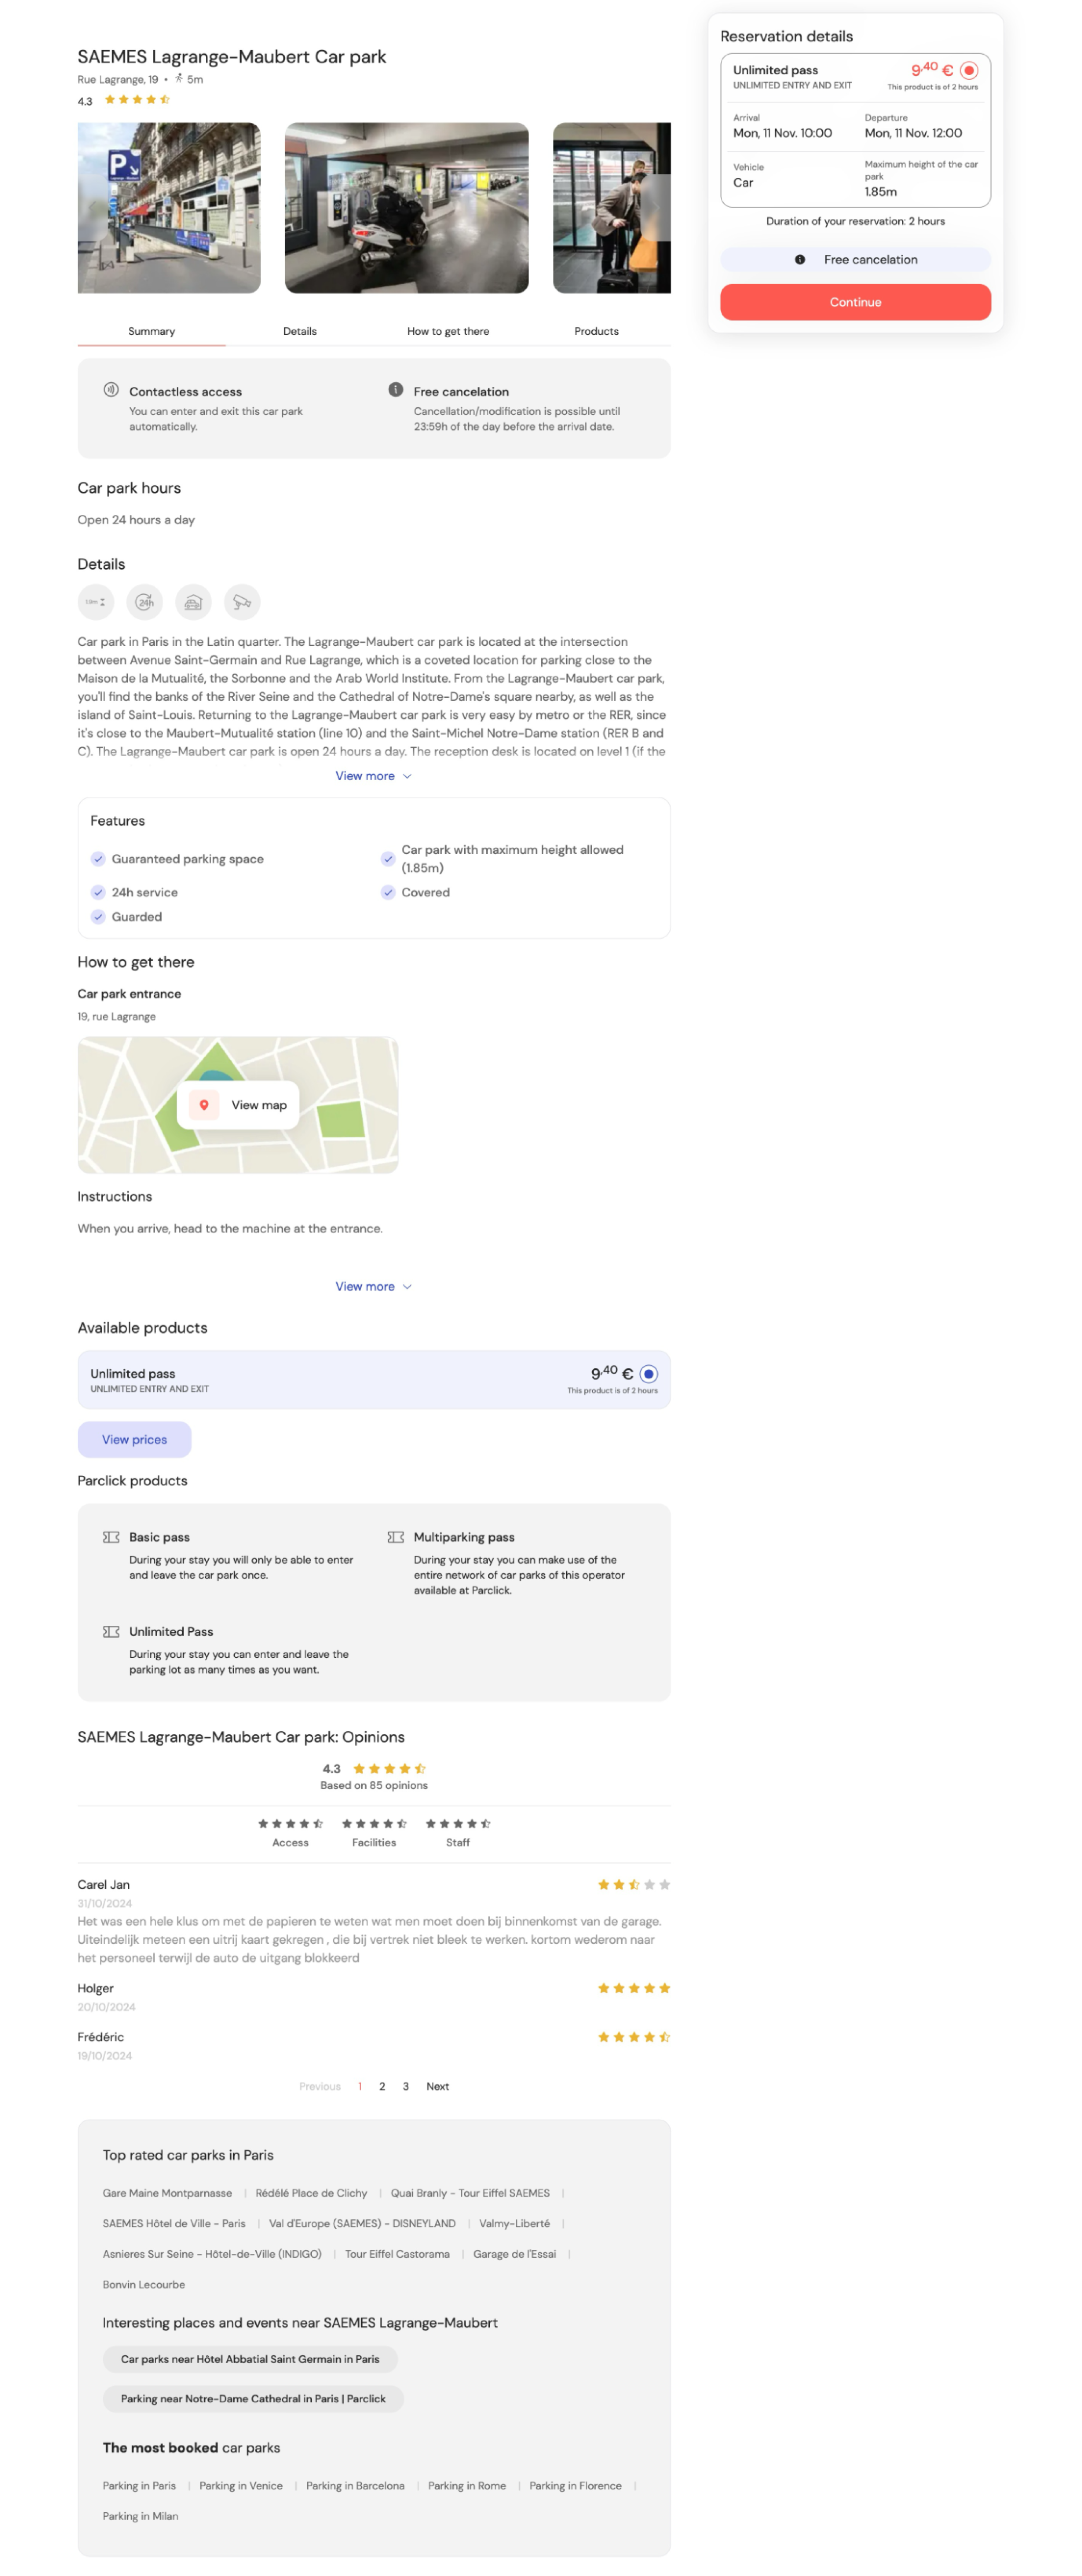 SAEMES Lagrange-Maubert Car park
Rue Lagrange, 19 • 5m
4.3
P
Summary
Details
How to get there
Products
Contactless access
You can enter and exit this car park
automatically.
Free cancelation
Cancellation/modification is possible until
23:59h of the day before the arrival date.
Car park hours
Open 24 hours a day
Details
24h
Car park in Paris in the Latin quarter. The Lagrange-Maubert car park is located at the intersection
between Avenue Saint-Germain and Rue Lagrange, which is a coveted location for parking close to the
Maison de la Mutualité, the Sorbonne and the Arab World Institute. From the Lagrange-Maubert car park,
you'll find the banks of the River Seine and the Cathedral of Notre-Dame's square nearby, as well as the
island of Saint-Louis. Returning to the Lagrange-Maubert car park is very easy by metro or the RER, since
it's close to the Maubert-Mutualité station (line 10) and the Saint-Michel Notre-Dame station (RER B and
C). The Lagrange-Maubert car park is open 24 hours a day. The reception desk is located on level 1 (if the
View more
Features
Guaranteed parking space
Car park with maximum height allowed
(1.85m)
24h service
Covered
Guarded
How to get there
Car park entrance
19, rue Lagrange
View map
Instructions
When you arrive, head to the machine at the entrance.
View more
Available products
Unlimited pass
UNLIMITED ENTRY AND EXIT
9,40 €
This product is of 2 hours
View prices
Parclick products
Basic pass
During your stay you will only be able to enter
and leave the car park once.
Multiparking pass
During your stay you can make use of the
entire network of car parks of this operator
available at Parclick.
Unlimited Pass
During your stay you can enter and leave the
parking lot as many times as you want.
SAEMES Lagrange-Maubert Car park: Opinions
4.3
Based on 85 opinions
Access
Facilities
Staff
Carel Jan
31/10/2024
Het was een hele klus om met de papieren te weten wat men moet doen bij binnenkomst van de garage.
Uiteindelijk meteen een uitrij kaart gekregen , die bij vertrek niet bleek te werken. kortom wederom naar
het personeel terwijl de auto de uitgang blokkeerd
Holger
20/10/2024
Frédéric
19/10/2024
Previous 1 2 3 Next
Top rated car parks in Paris
Gare Maine Montparnasse | Rédélé Place de Clichy | Quai Branly - Tour Eiffel SAEMES |
SAEMES Hôtel de Ville - Paris | Val d'Europe (SAEMES) - DISNEYLAND | Valmy-Liberté |
Asnieres Sur Seine - Hôtel-de-Ville (INDIGO) | Tour Eiffel Castorama | Garage de l'Essai |
Bonvin Lecourbe
Interesting places and events near SAEMES Lagrange-Maubert
Car parks near Hôtel Abbatial Saint Germain in Paris
Parking near Notre-Dame Cathedral in Paris | Parclick
The most booked car parks
Parking in Paris | Parking in Venice | Parking in Barcelona | Parking in Rome | Parking in Florence |
Parking in Milan
Reservation details
Unlimited pass
UNLIMITED ENTRY AND EXIT
9,40 €
This product is of 2 hours
Arrival
Mon, 11 Nov. 10:00
Departure
Mon, 11 Nov. 12:00
Vehicle
Car
Maximum height of the car
park
1.85m
Duration of your reservation: 2 hours
Free cancelation
Continue